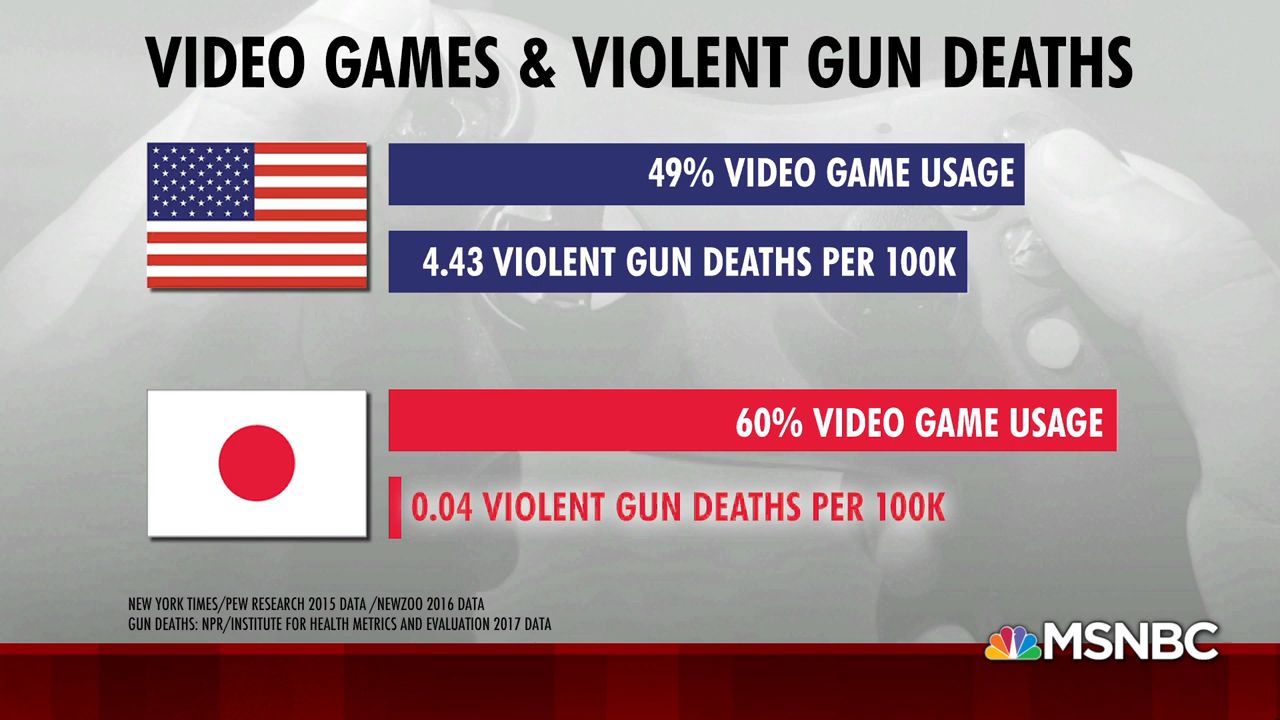 VIDEO GAMES & VIOLENT GUN DEATHS
49% VIDEO GAME USAGE
4.43 VIOLENT GUN DEATHS PER 100K
60% VIDEO GAME USAGE
0.04 VIOLENT GUN DEATHS PER 100K
NEW YORK TIMES/PEW RESEARCH 2015 DATA /NEWZOO 2016 DATA
GUN DEATHS: NPR/INSTITUTE FOR HEALTH METRICS AND EVALUATION 2017 DATA
MSNBC